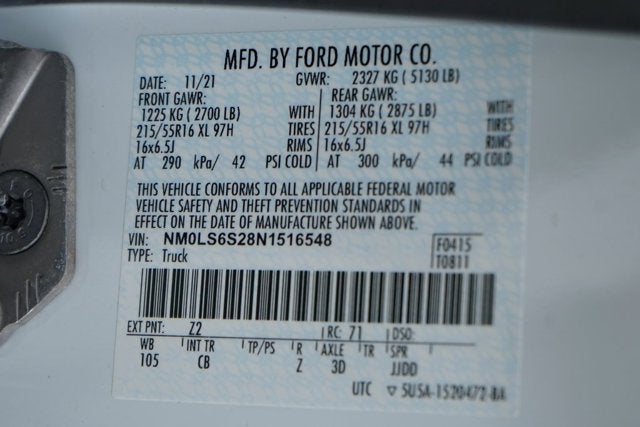 MFD. BY FORD MOTOR CO.
DATE: 11/21 GVWR: 2327 KG ( 5130 LB)
FRONT GAWR: REAR GAWR:
1225 KG ( 2700 LB) WITH 1304 KG ( 2875 LB) WITH
215/55R16 XL 97H TIRES 215/55R16 XL 97H TIRES
16x6.5J RIMS 16x6.5J RIMS
AT 290 kPa/ 42 PSI COLD AT 300 kPa/ 44 PSI COLD
THIS VEHICLE CONFORMS TO ALL APPLICABLE FEDERAL MOTOR
VEHICLE SAFETY AND THEFT PREVENTION STANDARDS IN
EFFECT ON THE DATE OF MANUFACTURE SHOWN ABOVE.
VIN: NM0LS6S28N1516548 F0415
TYPE: Truck T0811
EXT PNT: Z2 RC: 71 DSO:
WB INT TR TP/PS R AXLE TR SPR
105 CB Z 3D JJDD
UTC ▽ 5U5A-1520472-BA